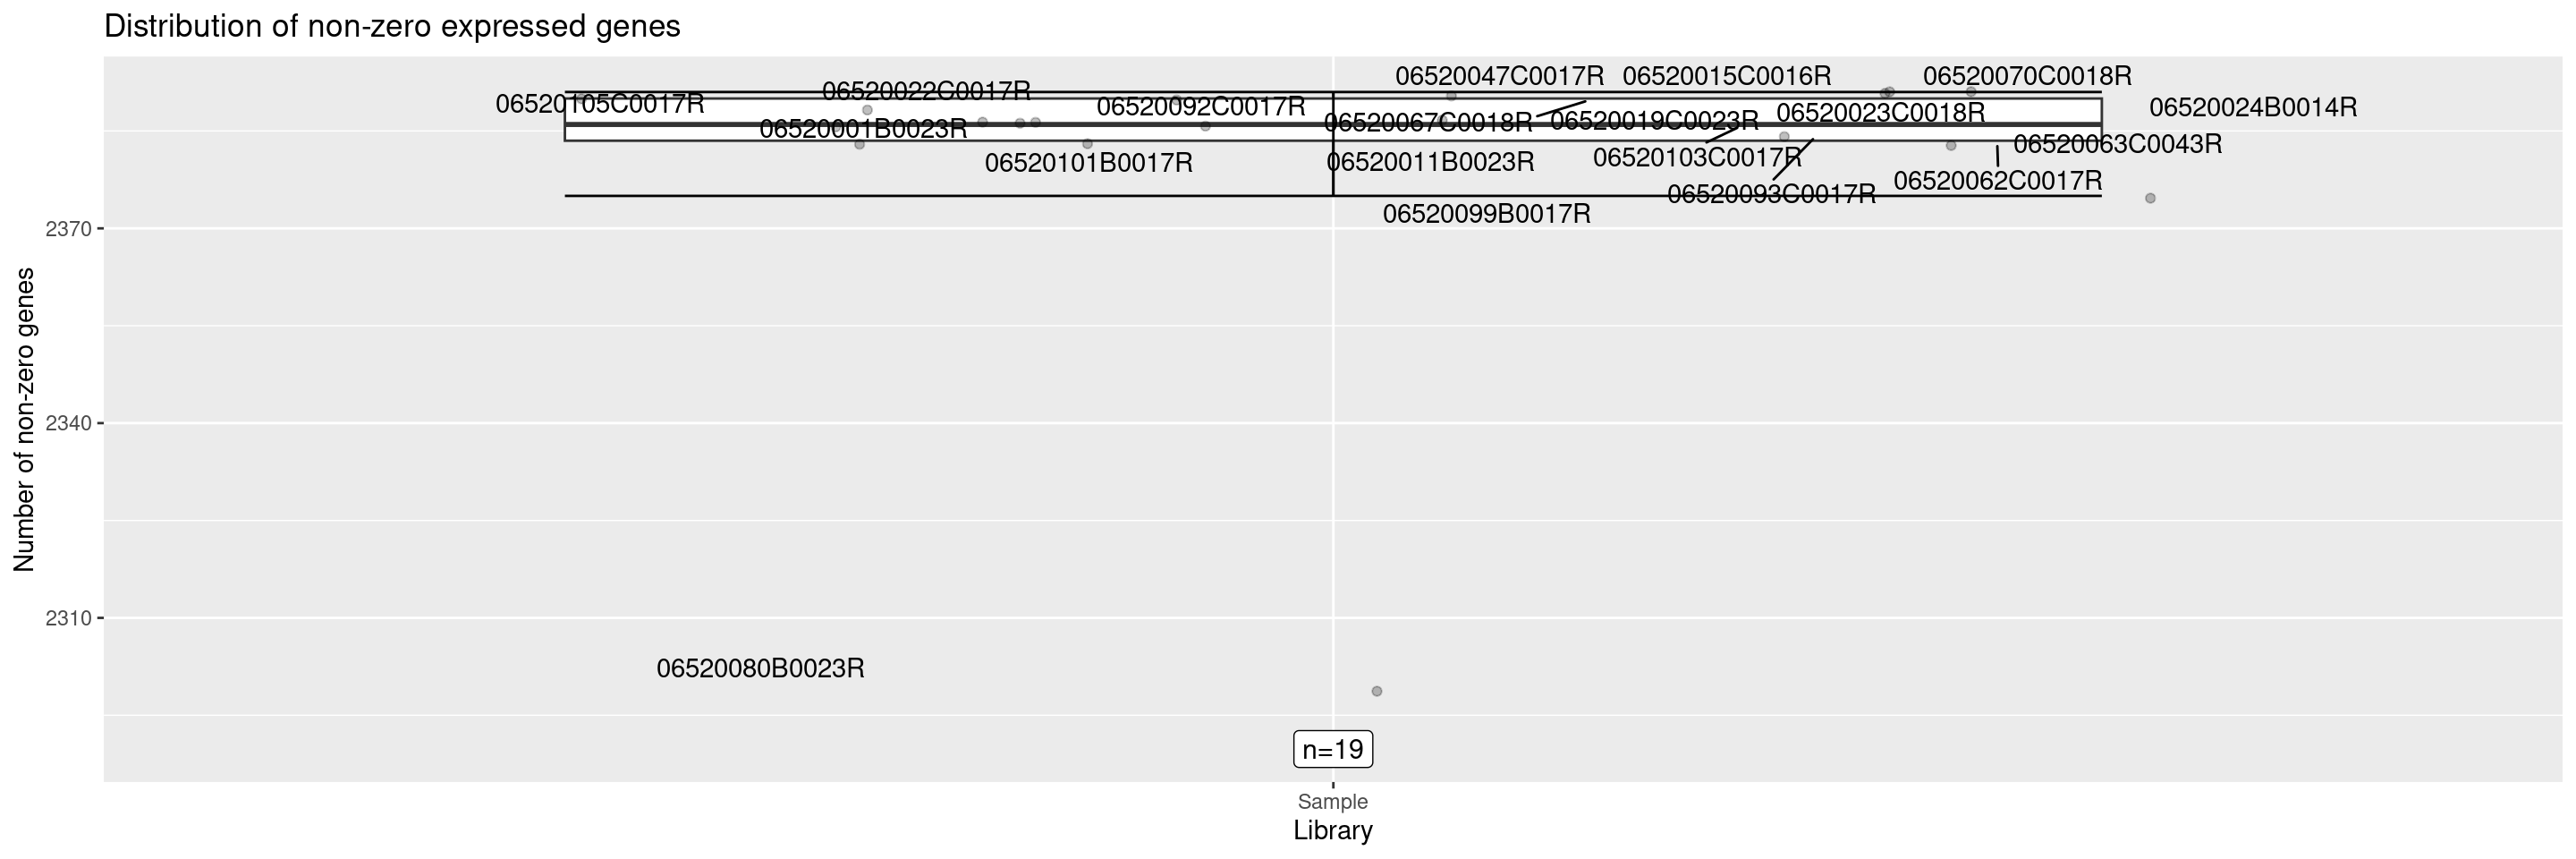 Distribution of non-zero expressed genes
06520047C0017R
06520015C0016R
06520070C0018R
06520022C0017R
06520105C0017R
06520092C0017R
06520024B0014R
06520023C0018R
06520067C0018R
06520019C0023R
06520001B0023R
06520063C0043R
06520103C0017R
06520101B0017R
06520011B0023R
06520062C0017R
06520093C0017R
06520099B0017R
2370
2340
2310
Number of non-zero genes
06520080B0023R
n=19
Sample
Library